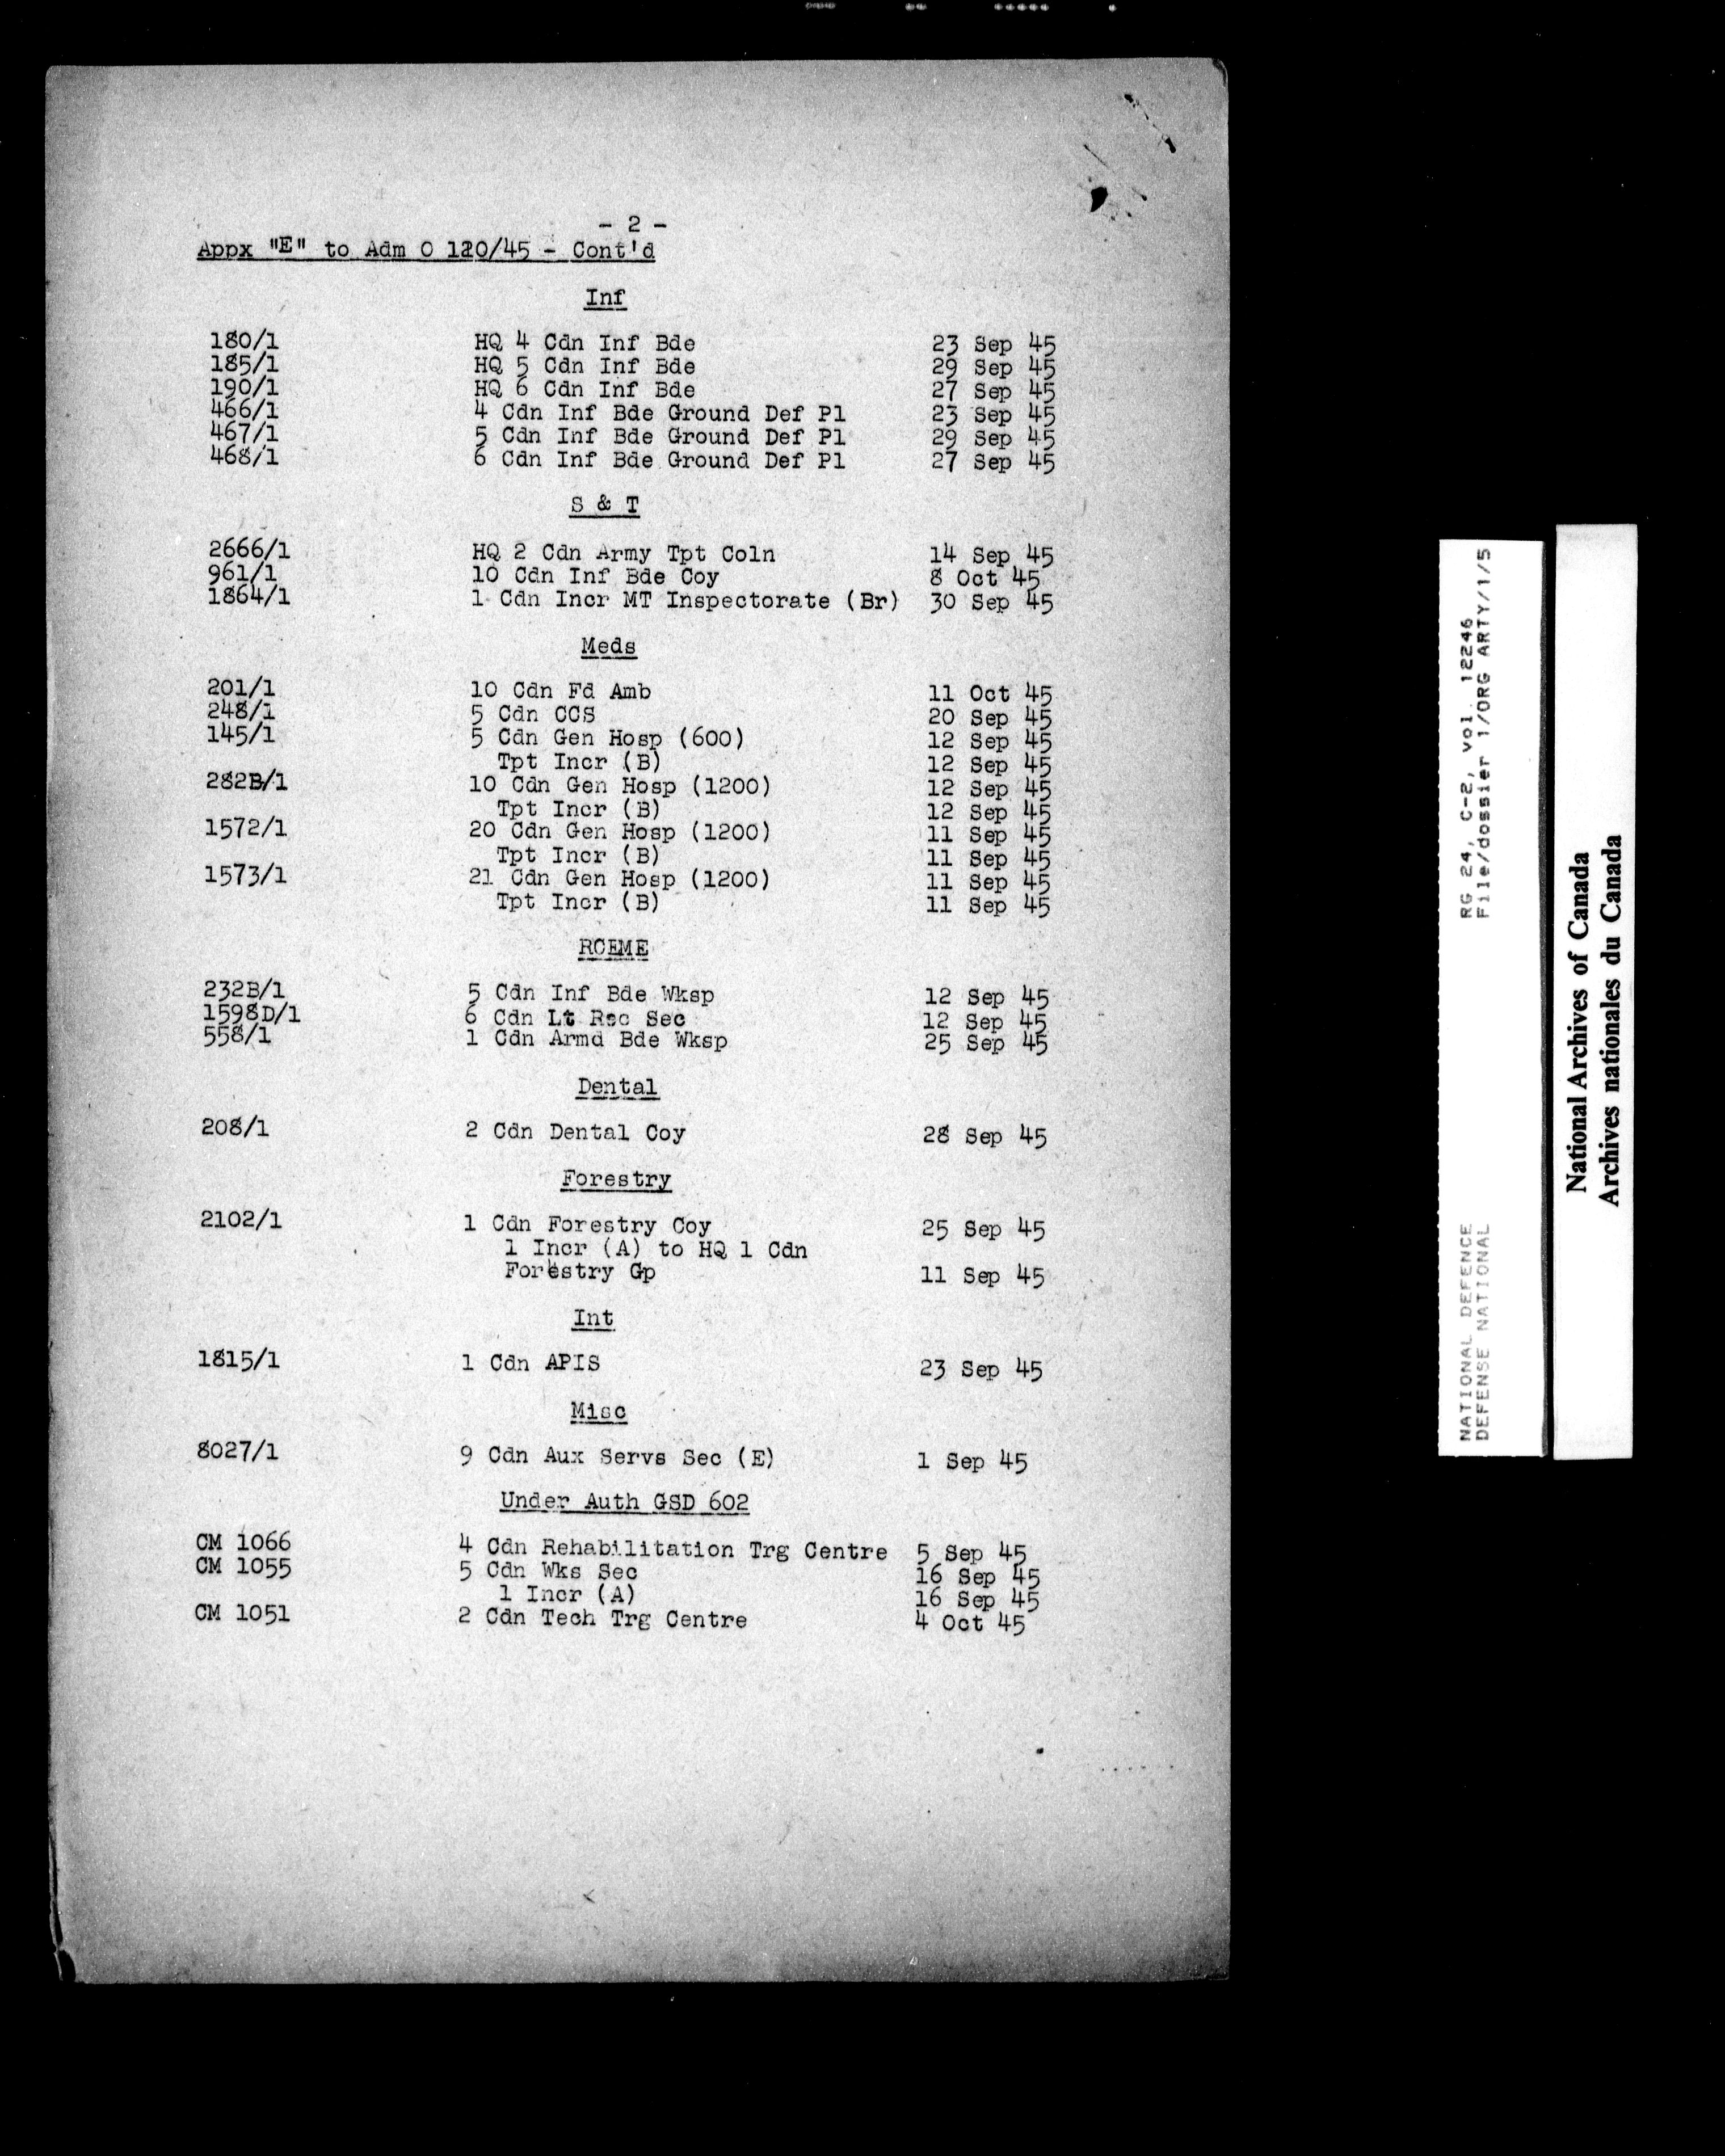 - 2 -
Appx "E" to Adm O 120/45 - Cont'd
Inf
180/1 HQ 4 Cdn Inf Bde 23 Sep 45
185/1 HQ 5 Cdn Inf Bde 29 Sep 45
190/1 HQ 6 Cdn Inf Bde 27 Sep 45
466/1 4 Cdn Inf Bde Ground Def Pl 23 Sep 45
467/1 5 Cdn Inf Bde Ground Def Pl 29 Sep 45
468/1 6 Cdn Inf Bde Ground Def Pl 27 Sep 45
S & T
2666/1 HQ 2 Cdn Army Tpt Coln 14 Sep 45
961/1 10 Cdn Inf Bde Coy 8 Oct 45
1864/1 1 Cdn Incr MT Inspectorate (Br) 30 Sep 45
Meds
201/1 10 Cdn Fd Amb 11 Oct 45
248/1 5 Cdn CCS 20 Sep 45
145/1 5 Cdn Gen Hosp (600) 12 Sep 45
Tpt Incr (B) 12 Sep 45
282B/1 10 Cdn Gen Hosp (1200) 12 Sep 45
Tpt Incr (B) 12 Sep 45
1572/1 20 Cdn Gen Hosp (1200) 11 Sep 45
Tpt Incr (B) 11 Sep 45
1573/1 21 Cdn Gen Hosp (1200) 11 Sep 45
Tpt Incr (B) 11 Sep 45
RCEME
232B/1 5 Cdn Inf Bde Wksp 12 Sep 45
1598D/1 6 Cdn Lt Rec Sec 12 Sep 45
558/1 1 Cdn Armd Bde Wksp 25 Sep 45
Dental
208/1 2 Cdn Dental Coy 28 Sep 45
Forestry
2102/1 1 Cdn Forestry Coy 25 Sep 45
1 Incr (A) to HQ 1 Cdn
Forestry Gp 11 Sep 45
Int
1815/1 1 Cdn APIS 23 Sep 45
Misc
8027/1 9 Cdn Aux Servs Sec (E) 1 Sep 45
Under Auth GSD 602
CM 1066 4 Cdn Rehabilitation Trg Centre 5 Sep 45
CM 1055 5 Cdn Wks Sec 16 Sep 45
1 Incr (A) 16 Sep 45
CM 1051 2 Cdn Tech Trg Centre 4 Oct 45
NATIONAL DEFENCE RG 24, C-2, vol. 12246
DEFENSE NATIONAL File/dossier 1/ORG ARTY/1/5
National Archives of Canada
Archives nationales du Canada